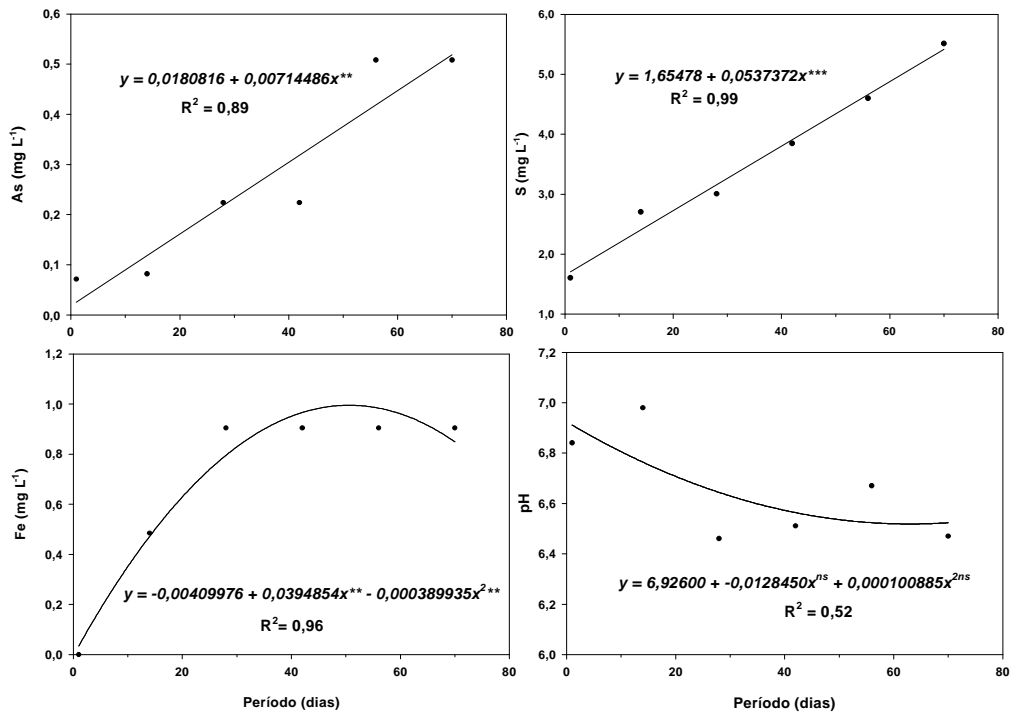 0,6
0,5
0,4
0,3
0,2
0,1
0,0
As (mg L-1)
y = 0,0180816 + 0,00714486x**
R2 = 0,89
0 20 40 60 80
6,0
5,0
4,0
3,0
2,0
1,0
S (mg L-1)
y = 1,65478 + 0,0537372x***
R2 = 0,99
0 20 40 60 80
1,2
1,0
0,8
0,6
0,4
0,2
0,0
Fe (mg L-1)
y = -0,00409976 + 0,0394854x** - 0,000389935x2**
R2= 0,96
0 20 40 60 80
Período (dias)
7,2
7,0
6,8
6,6
6,4
6,2
6,0
pH
y = 6,92600 + -0,0128450xns + 0,000100885x2ns
R2 = 0,52
0 20 40 60 80
Período (dias)